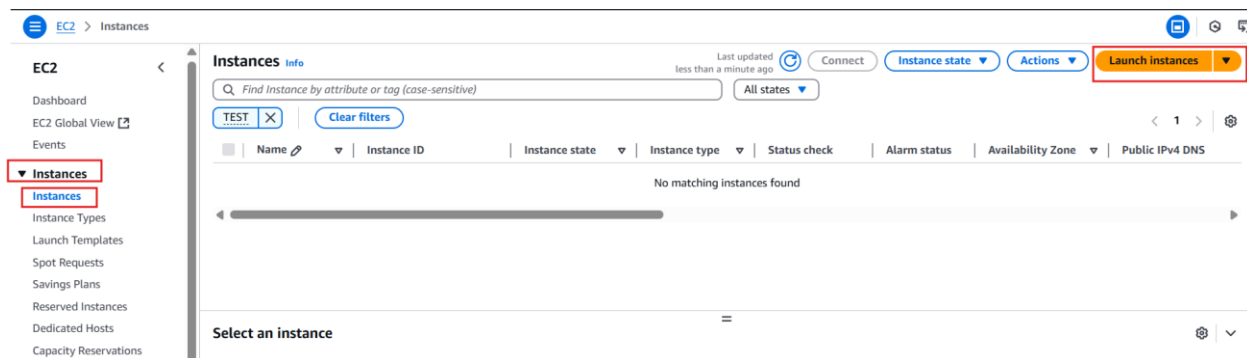 EC2 > Instances
EC2
Dashboard
EC2 Global View
Events
Instances
Instances
Instance Types
Launch Templates
Spot Requests
Savings Plans
Reserved Instances
Dedicated Hosts
Capacity Reservations
Instances Info
Last updated
less than a minute ago
Connect
Instance state
Actions
Launch instances
Find Instance by attribute or tag (case-sensitive)
All states
TEST
Clear filters
1
Name
Instance ID
Instance state
Instance type
Status check
Alarm status
Availability Zone
Public IPv4 DNS
No matching instances found
Select an instance